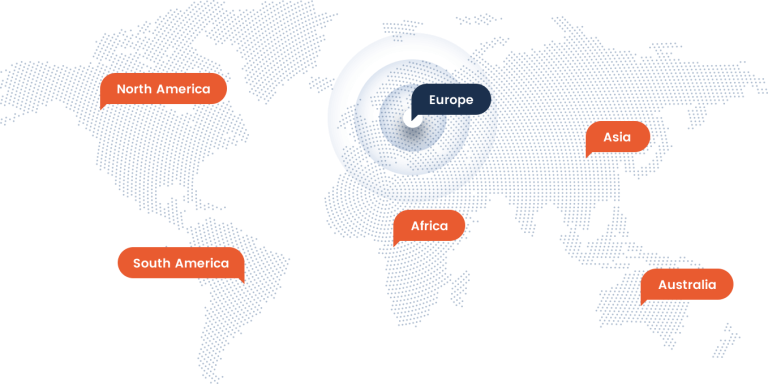 North America
Europe
Asia
Africa
South America
Australia